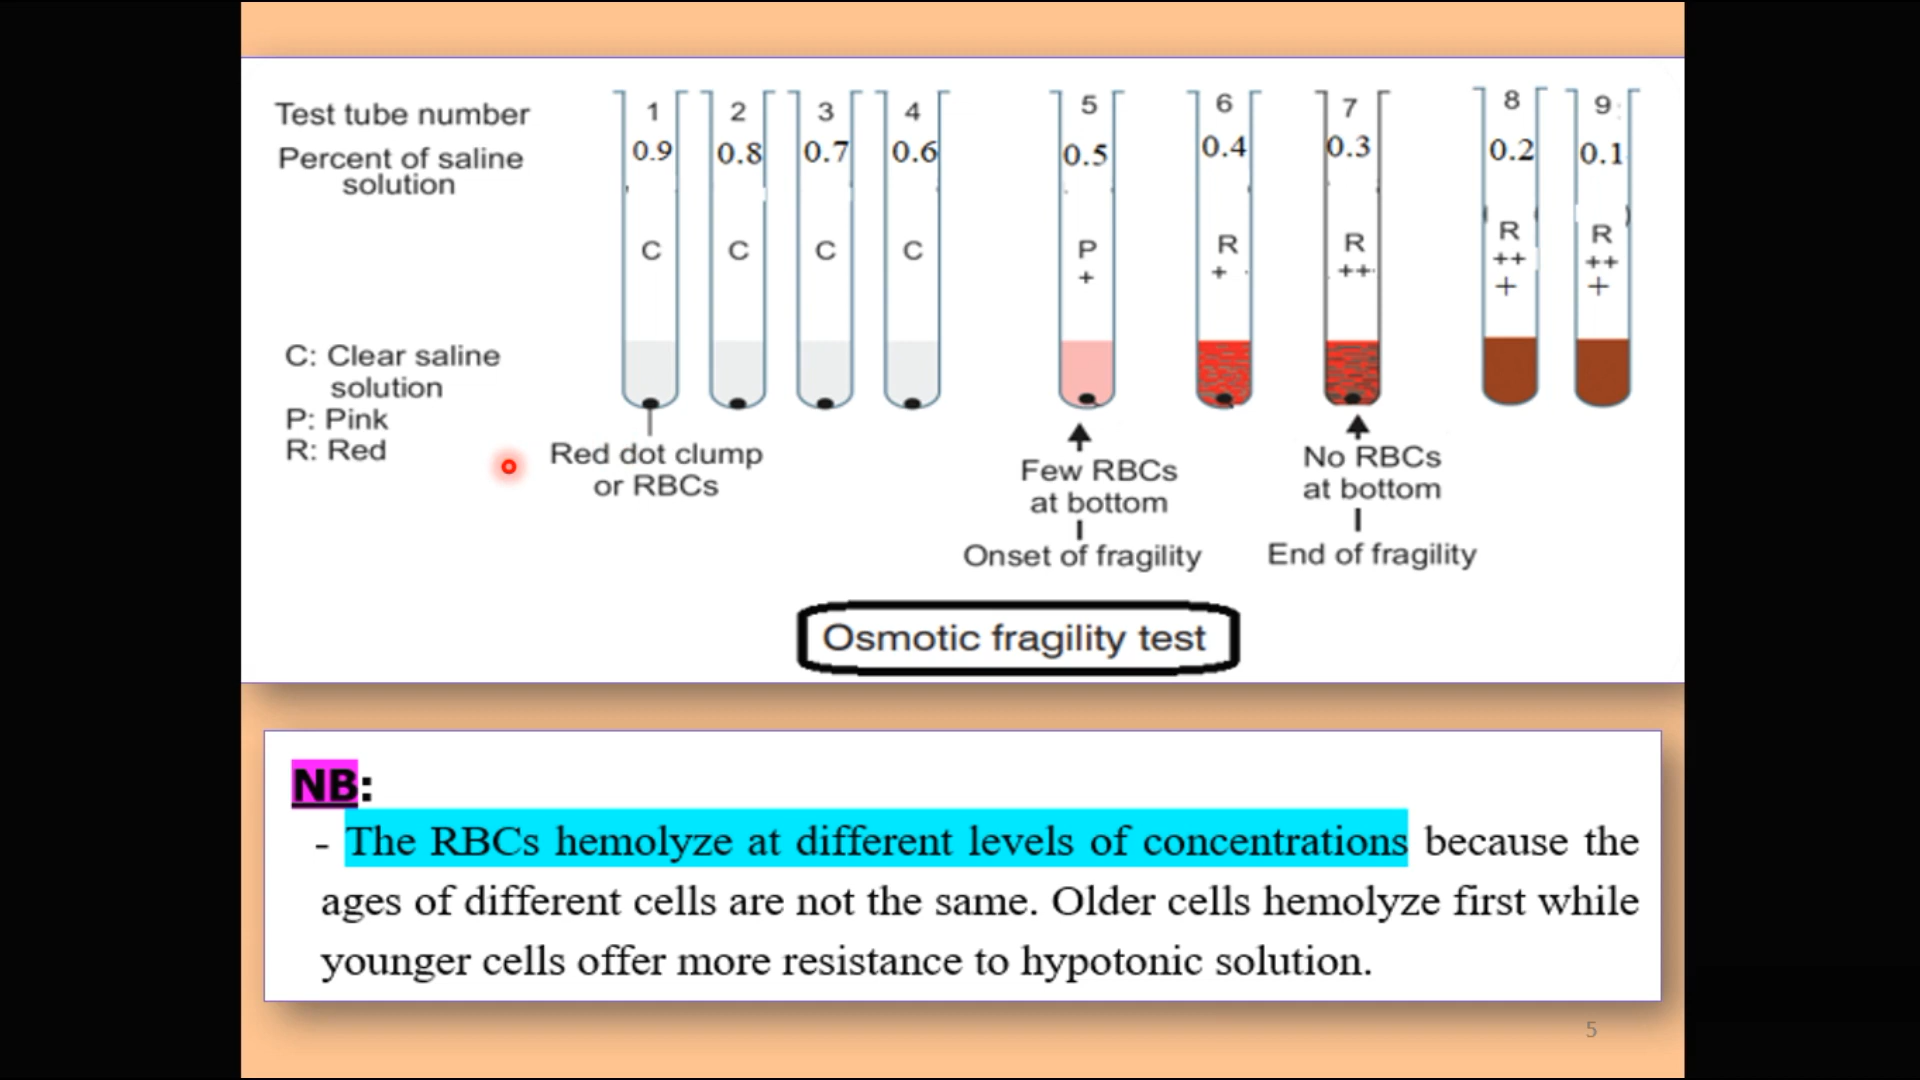 Test tube number 1 2 3 4 5 6 7 8 9
Percent of saline 0.9 0.8 0.7 0.6 0.5 0.4 0.3 0.2 0.1
solution
C C C C P R R R R
+ + ++ ++ ++
+ +
C: Clear saline
solution
P: Pink
R: Red
Red dot clump
or RBCs
Few RBCs
at bottom
Onset of fragility
No RBCs
at bottom
End of fragility
Osmotic fragility test
NB:
- The RBCs hemolyze at different levels of concentrations because the
ages of different cells are not the same. Older cells hemolyze first while
younger cells offer more resistance to hypotonic solution.
5